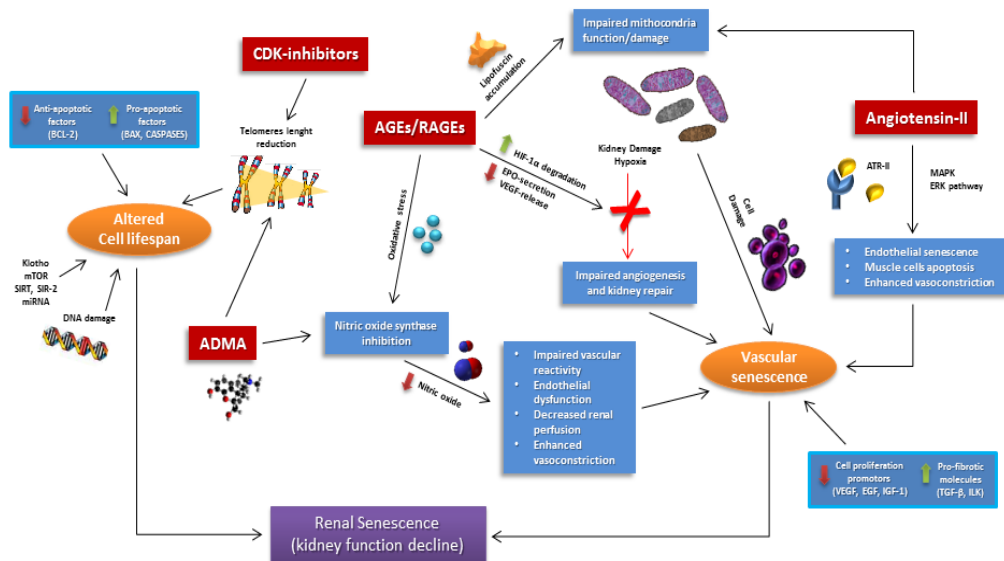 CDK-inhibitors
Anti-apoptotic
factors
(BCL-2)
Pro-apoptotic
factors
(BAX, CASPASES)
Telomeres lenght
reduction
Altered
Cell lifespan
Klotho
mTOR
SIRT, SIR-2
miRNA
DNA damage
ADMA
AGEs/RAGEs
Lipofuscin
accumulation
Impaired mithocondria
function/damage
HIF-1α degradation
EPO-secretion
VEGF-release
Oxidative stress
Kidney Damage
Hypoxia
Impaired angiogenesis
and kidney repair
Cell
Damage
Nitric oxide synthase
inhibition
Nitric oxide
• Impaired vascular
reactivity
• Endothelial
dysfunction
• Decreased renal
perfusion
• Enhanced
vasoconstriction
Angiotensin-II
ATR-II
MAPK
ERK pathway
• Endothelial senescence
• Muscle cells apoptosis
• Enhanced vasoconstriction
Vascular
senescence
Cell proliferation
promotors
(VEGF, EGF, IGF-1)
Pro-fibrotic
molecules
(TGF-β, ILK)
Renal Senescence
(kidney function decline)